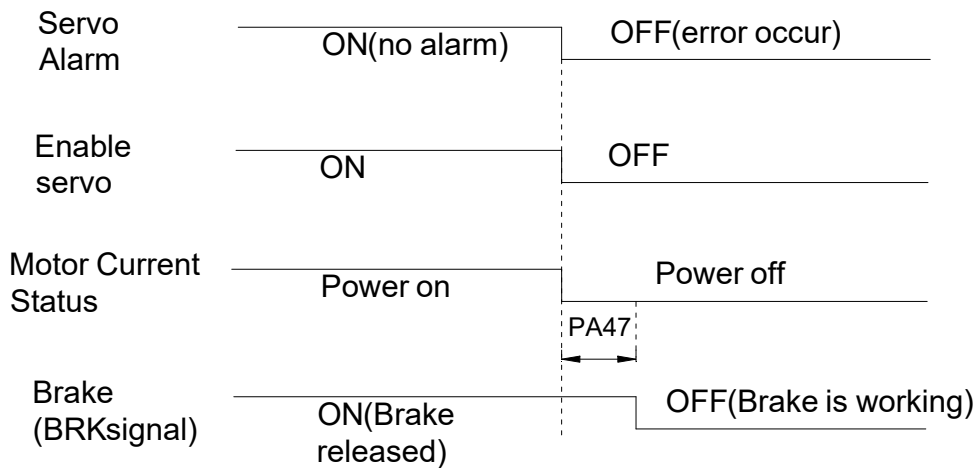 Servo
Alarm
ON(no alarm)
OFF(error occur)
Enable
servo
ON
OFF
Motor Current
Status
Power on
Power off
PA47
Brake
(BRKsignal)
ON(Brake
released)
OFF(Brake is working)